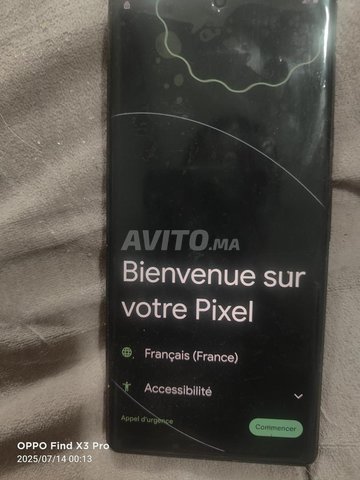 AVITO.MA
Bienvenue sur
votre Pixel
Français (France)
Accessibilité
Appel d'urgence
Commencer
OPPO Find X3 Pro
2025/07/14 00:13